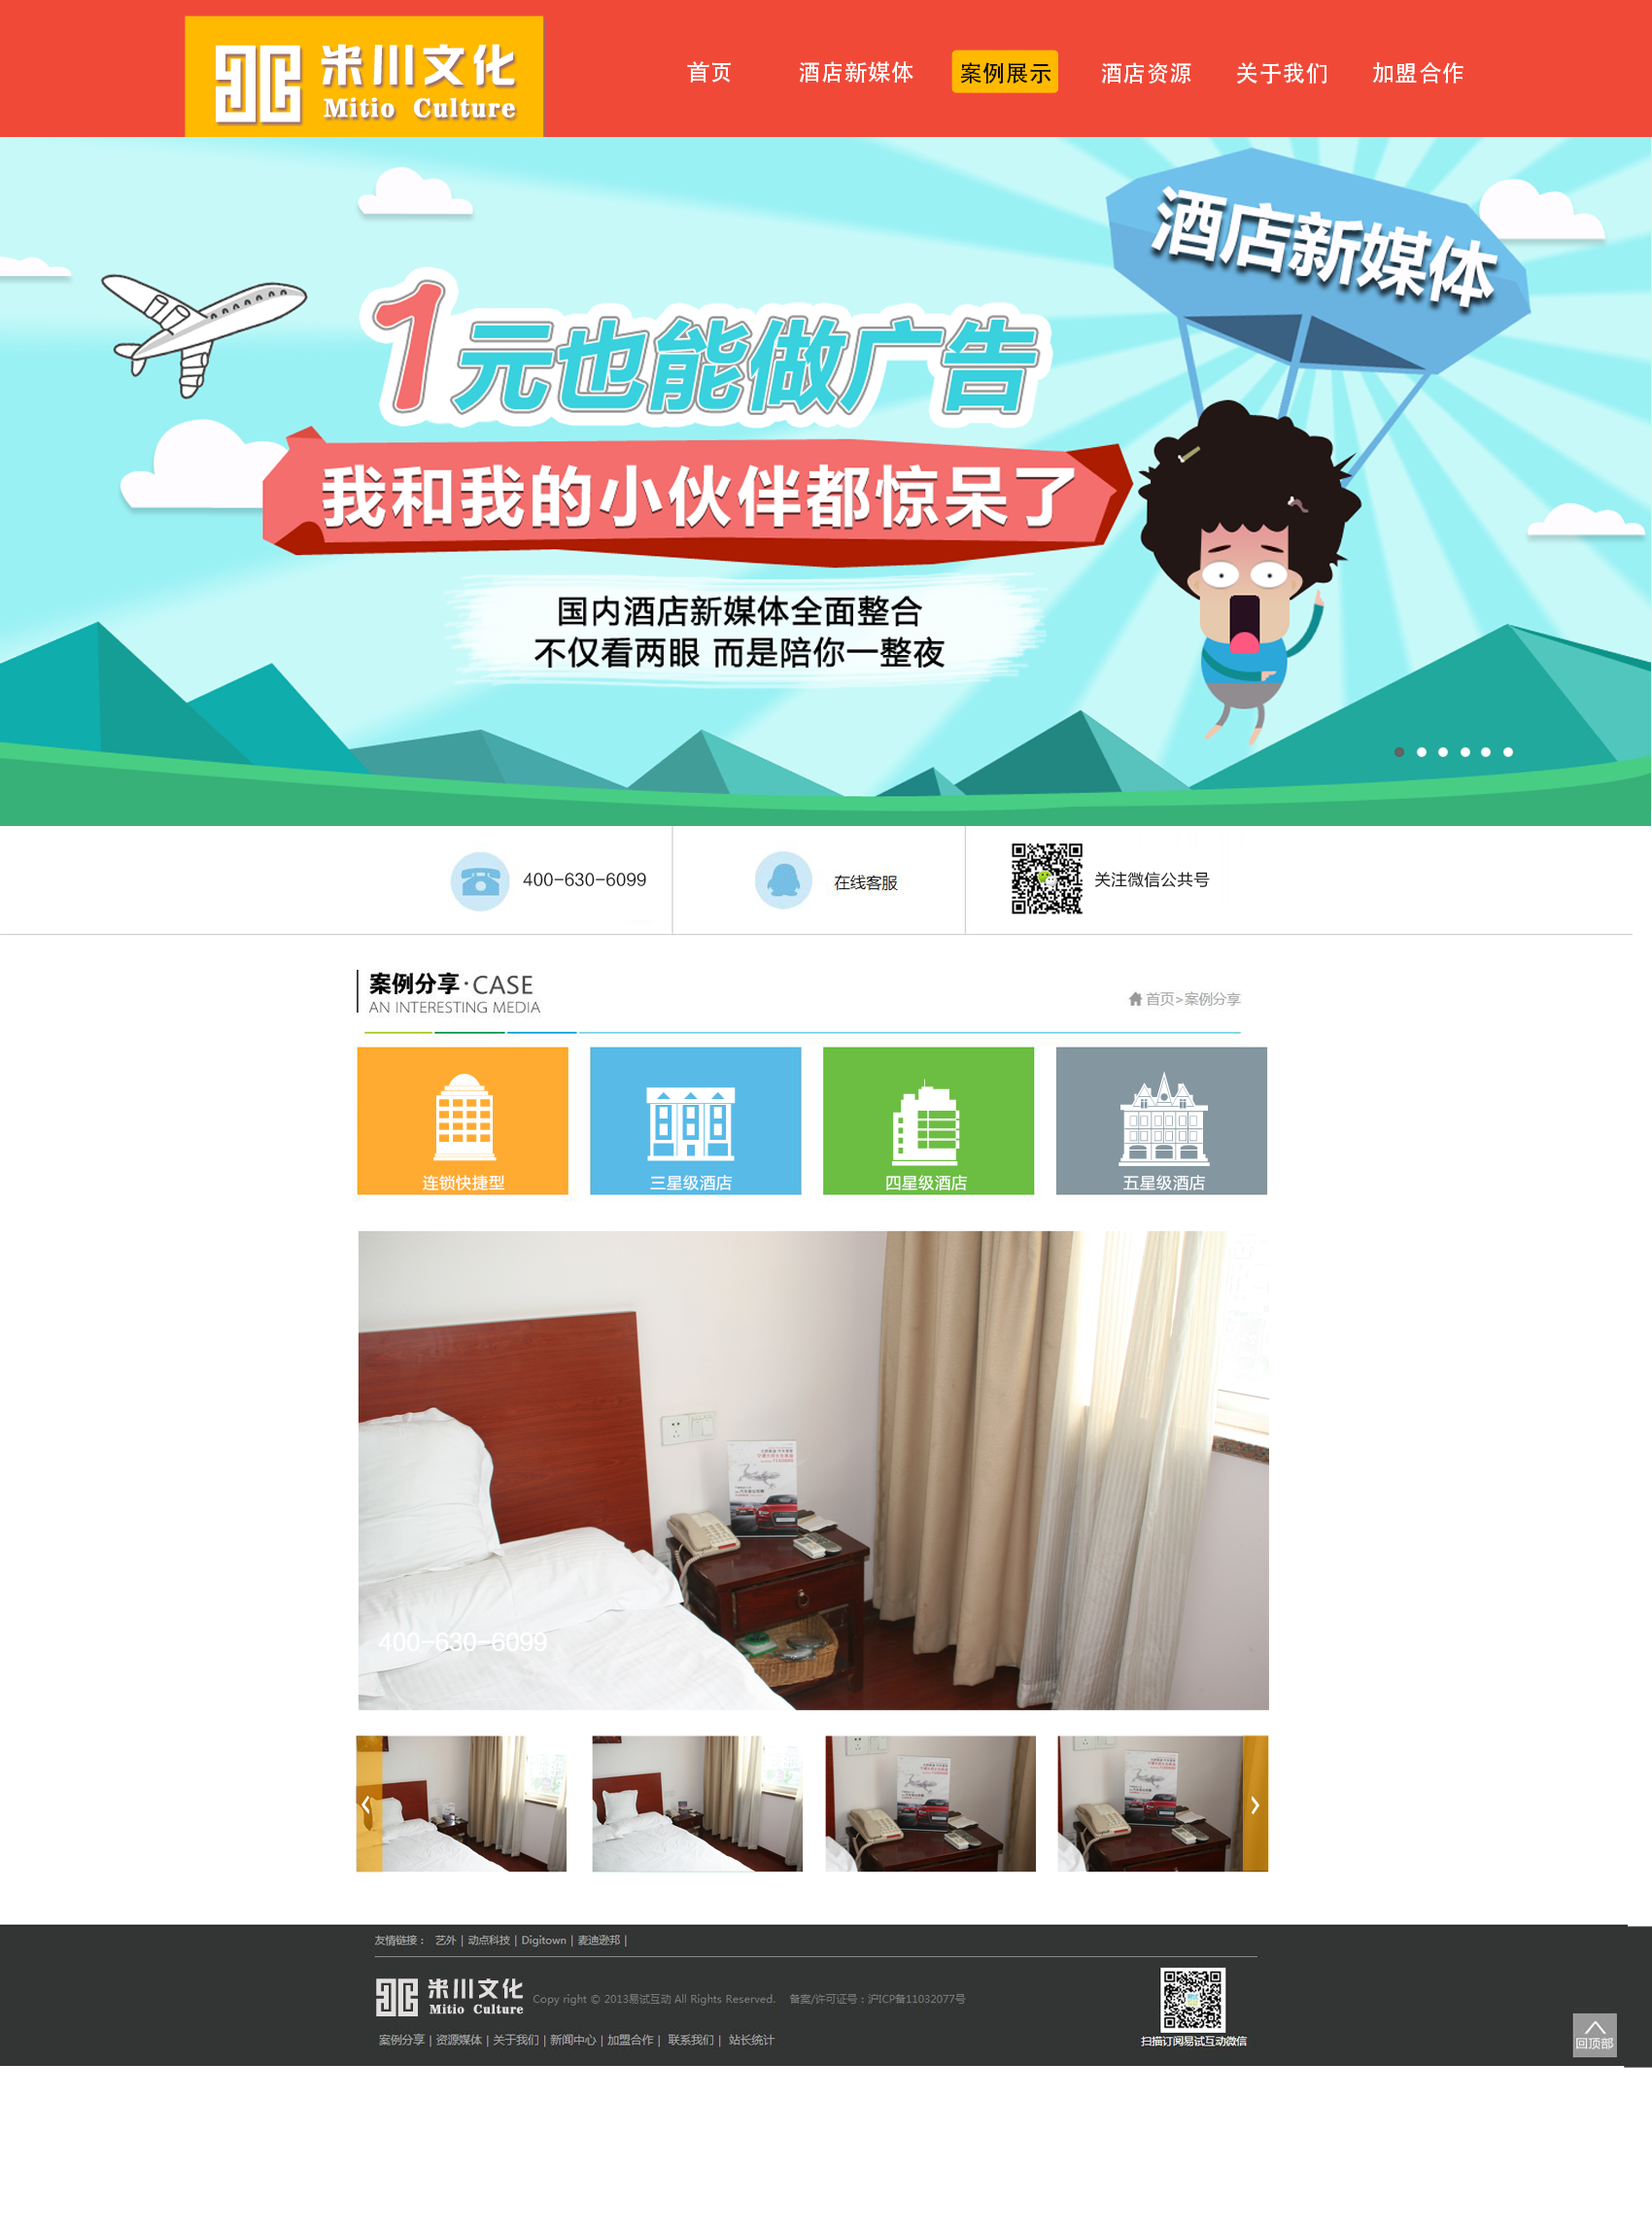 米川文化
Mitio Culture
首页 酒店新媒体 案例展示 酒店资源 关于我们 加盟合作
酒店新媒体
1元也能做广告
我和我的小伙伴都惊呆了
国内酒店新媒体全面整合
不仅看两眼 而是陪你一整夜
400-630-6099
在线客服
关注微信公共号
案例分享·CASE
AN INTERESTING MEDIA
首页>案例分享
连锁快捷型
三星级酒店
四星级酒店
五星级酒店
400-630-6099
友情链接： 艺外 | 动点科技 | Digitown | 麦迪逊邦 |
米川文化
Mitio Culture
Copy right © 2013易试互动 All Rights Reserved. 备案/许可证号：沪ICP备11032077号
案例分享 | 资源媒体 | 关于我们 | 新闻中心 | 加盟合作 | 联系我们 | 站长统计
扫描订阅易试互动微信
回顶部